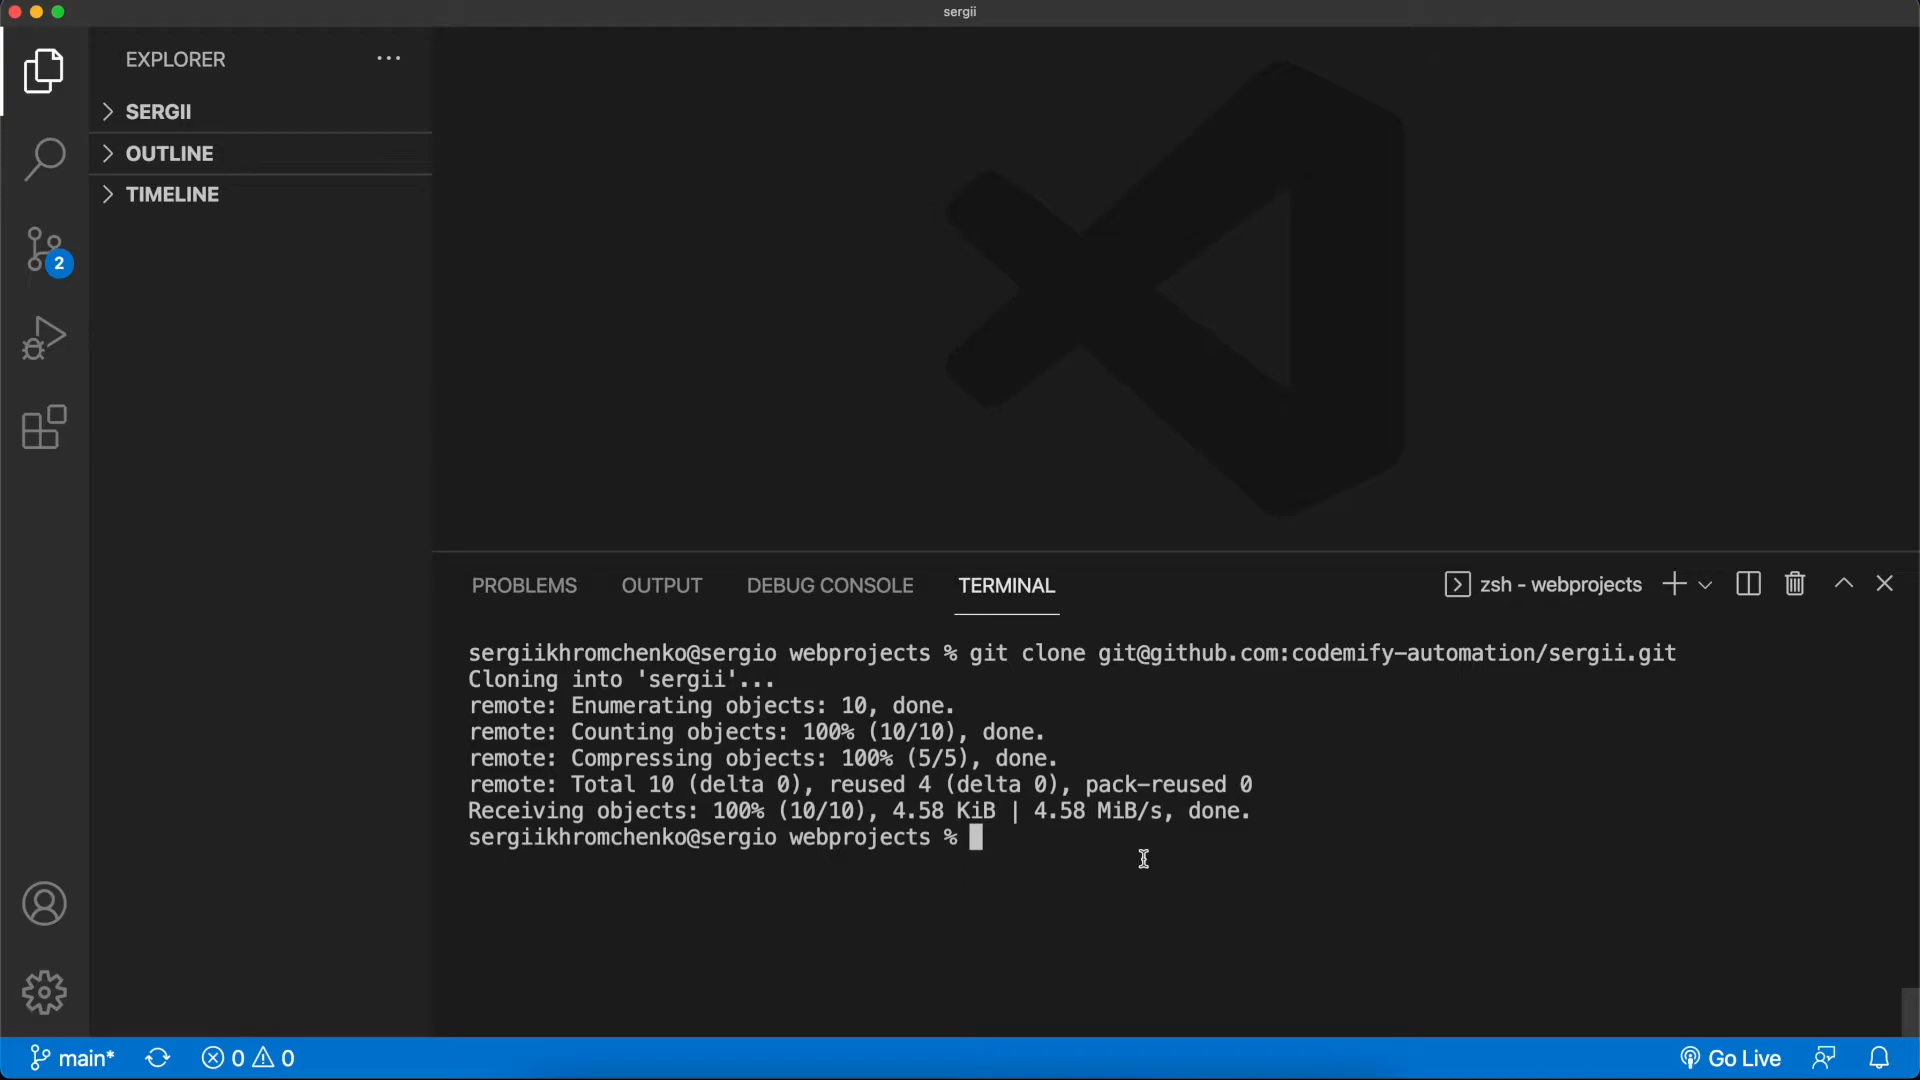 sergii
EXPLORER
SERGII
OUTLINE
TIMELINE
2
PROBLEMS OUTPUT DEBUG CONSOLE TERMINAL zsh - webprojects
sergiikhromchenko@sergio webprojects % git clone git@github.com:codemify-automation/sergii.git
Cloning into 'sergii'...
remote: Enumerating objects: 10, done.
remote: Counting objects: 100% (10/10), done.
remote: Compressing objects: 100% (5/5), done.
remote: Total 10 (delta 0), reused 4 (delta 0), pack-reused 0
Receiving objects: 100% (10/10), 4.58 KiB | 4.58 MiB/s, done.
sergiikhromchenko@sergio webprojects %
main* 0 0 Go Live